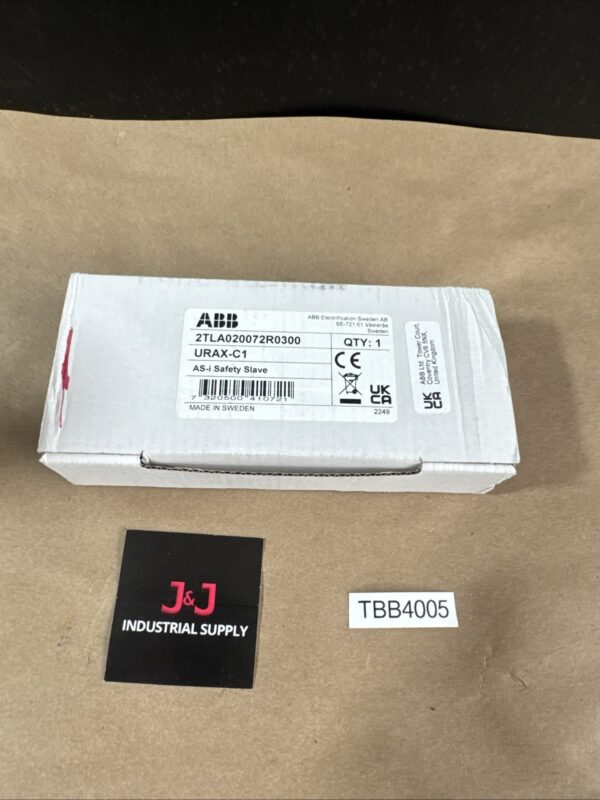 ABB
ABB Electrification Sweden AB
SE-721 61 Västerås
Sweden
2TLA020072R0300
QTY: 1
URAX-C1
AS-i Safety Slave
CE
7 320500 410721
UK
CA
MADE IN SWEDEN
2249
ABB Ltd. Tower Court,
Coventry CV6 5NX,
United Kingdom
UK
CA
J&J
INDUSTRIAL SUPPLY
TBB4005